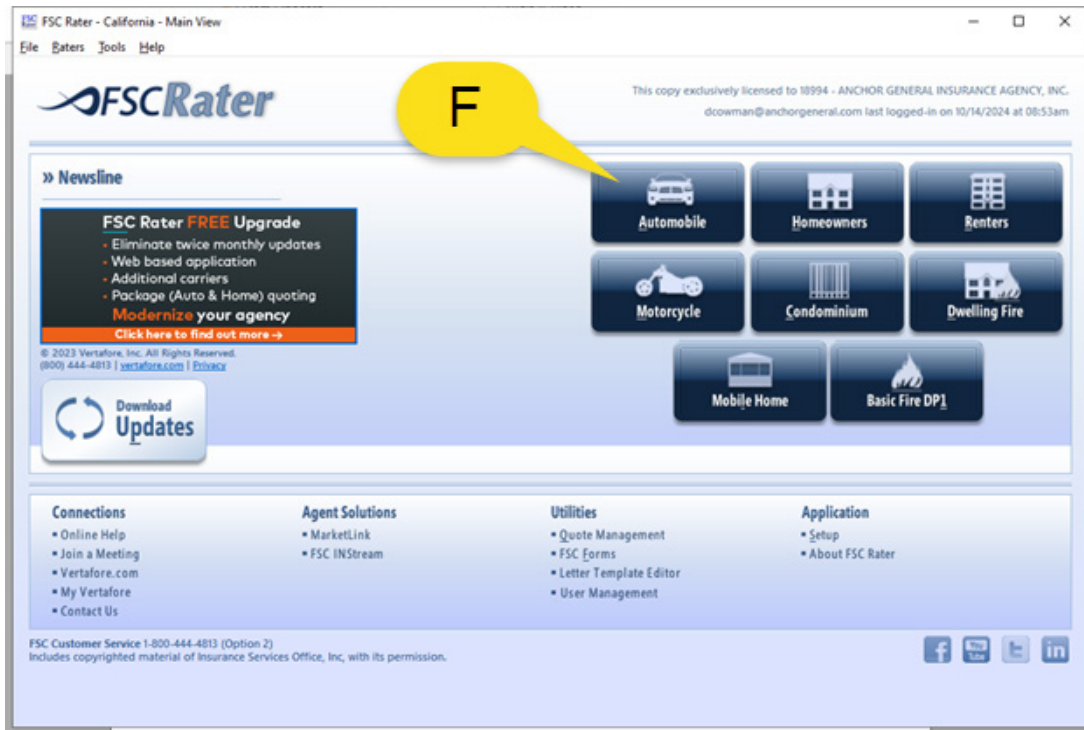 FSC Rater - California - Main View
File Raters Tools Help
FSCRater
F
This copy exclusively licensed to 18994 - ANCHOR GENERAL INSURANCE AGENCY, INC.
dcowman@anchorgeneral.com last logged-in on 10/14/2024 at 08:53am
» Newsline
FSC Rater FREE Upgrade
• Eliminate twice monthly updates
• Web based application
• Additional carriers
• Package (Auto & Home) quoting
Modernize your agency
Click here to find out more →
© 2023 Vertafore, Inc. All Rights Reserved.
(800) 444-4813 | vertafore.com | Privacy
Download
Updates
Automobile Homeowners Renters
Motorcycle Condominium Dwelling Fire
Mobile Home Basic Fire DP1
Connections
▪ Online Help
▪ Join a Meeting
▪ Vertafore.com
▪ My Vertafore
▪ Contact Us
Agent Solutions
▪ MarketLink
▪ FSC INStream
Utilities
▪ Quote Management
▪ FSC Forms
▪ Letter Template Editor
▪ User Management
Application
▪ Setup
▪ About FSC Rater
FSC Customer Service 1-800-444-4813 (Option 2)
Includes copyrighted material of Insurance Services Office, Inc, with its permission.
f You Tube t in